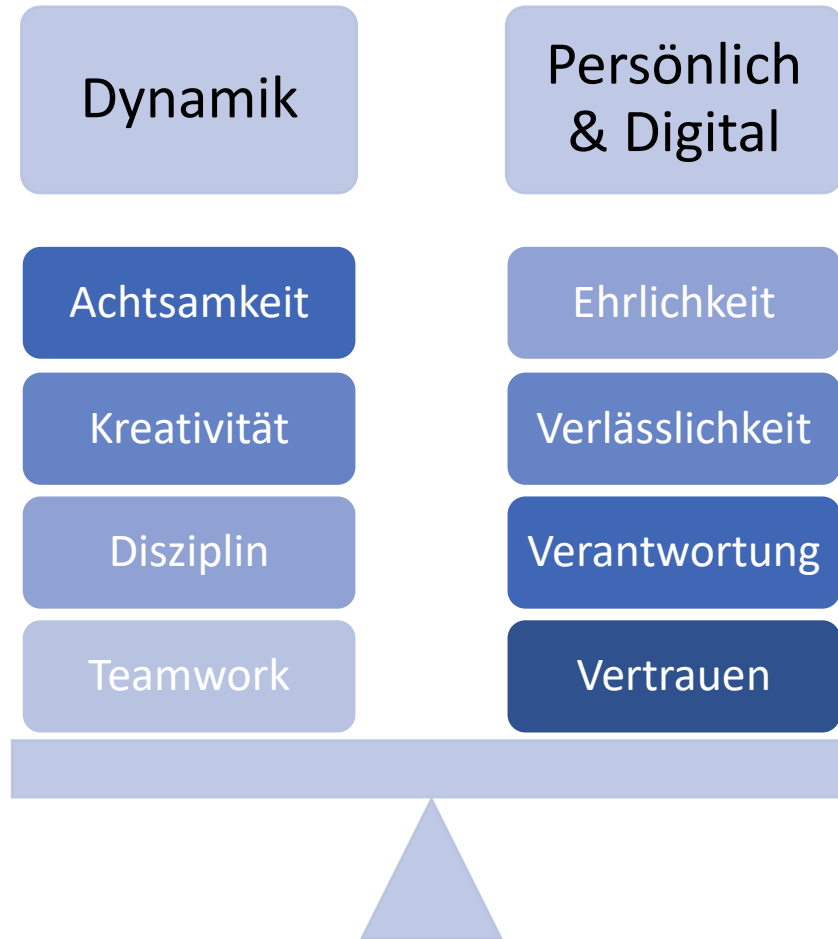 Dynamik
Achtsamkeit
Kreativität
Disziplin
Teamwork
Persönlich
& Digital
Ehrlichkeit
Verlässlichkeit
Verantwortung
Vertrauen